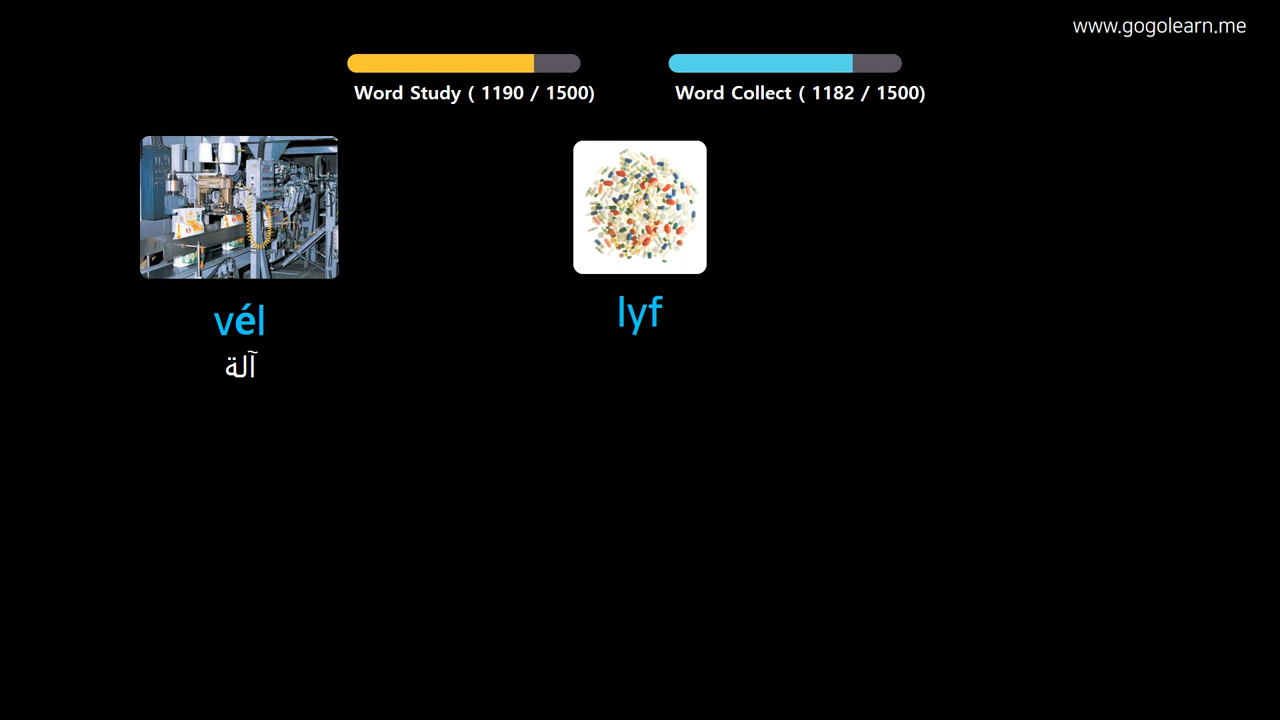 www.gogolearn.me
Word Study ( 1190 / 1500)
Word Collect ( 1182 / 1500)
vél
lyf
آلة